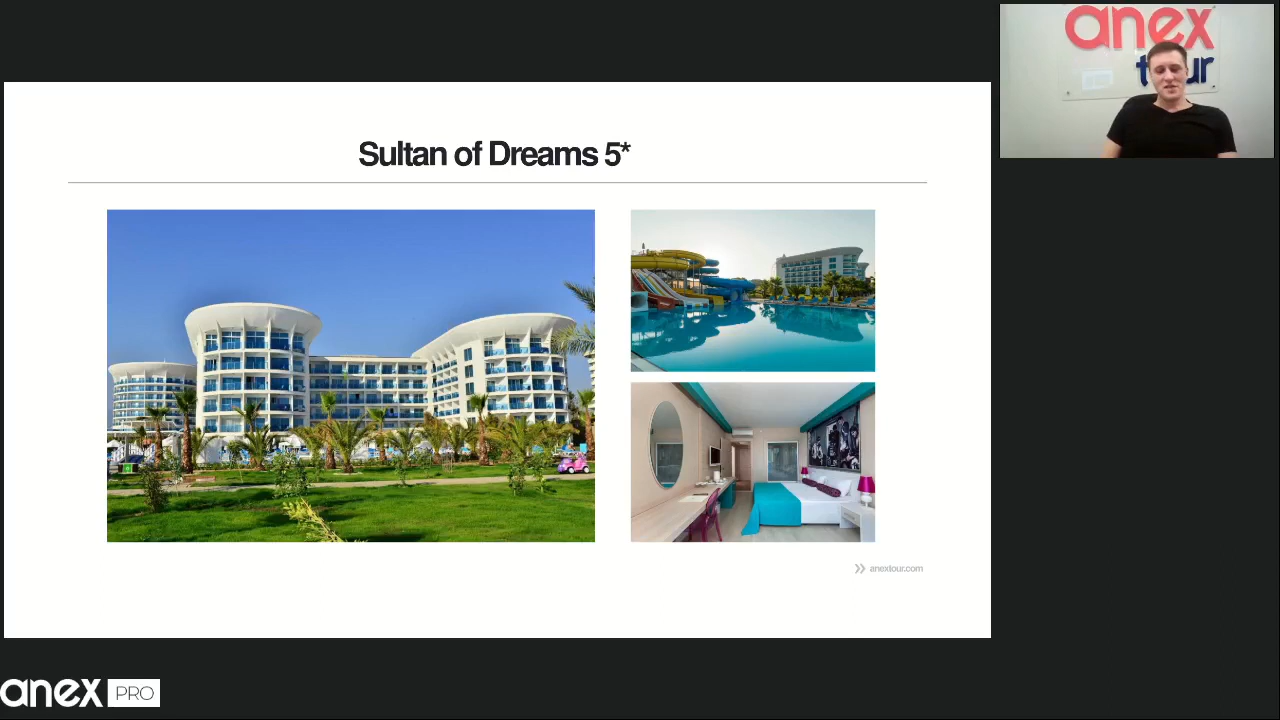 Sultan of Dreams 5*
anextour.com
anex
tour
anex PRO